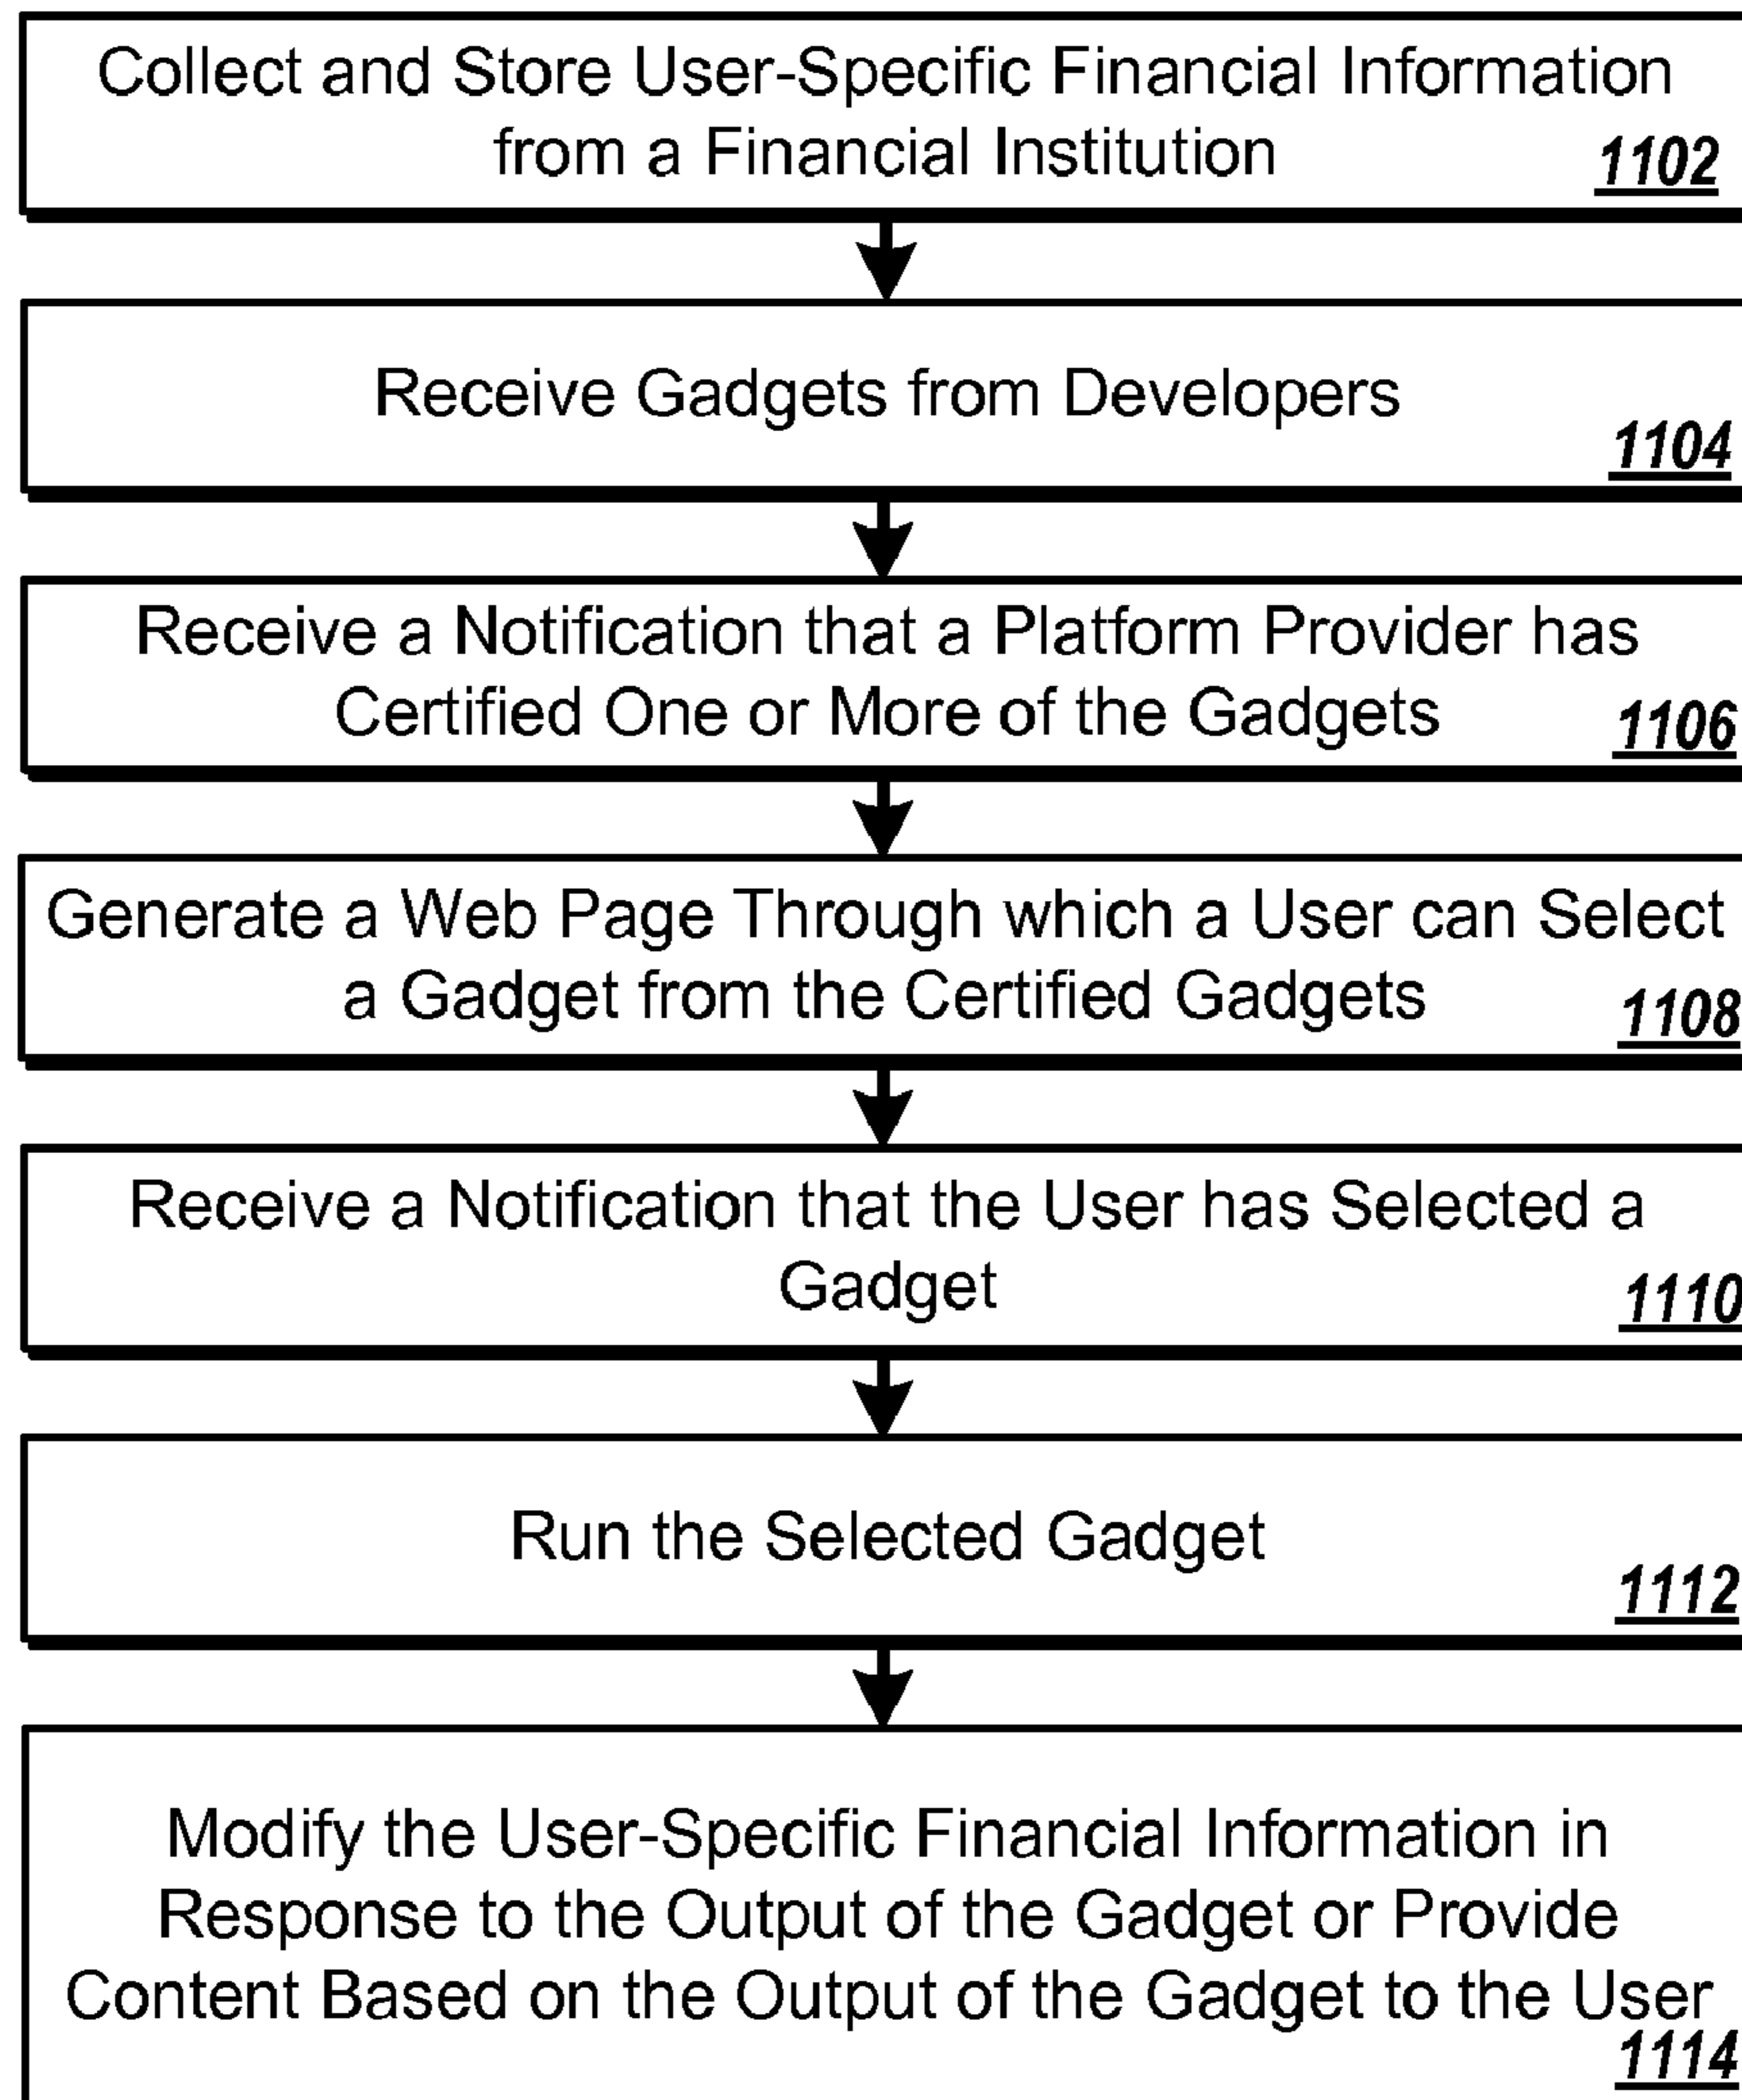 Collect and Store User-Specific Financial Information
from a Financial Institution
1102
Receive Gadgets from Developers
1104
Receive a Notification that a Platform Provider has
Certified One or More of the Gadgets
1106
Generate a Web Page Through which a User can Select
a Gadget from the Certified Gadgets
1108
Receive a Notification that the User has Selected a
Gadget
1110
Run the Selected Gadget
1112
Modify the User-Specific Financial Information in
Response to the Output of the Gadget or Provide
Content Based on the Output of the Gadget to the User
1114